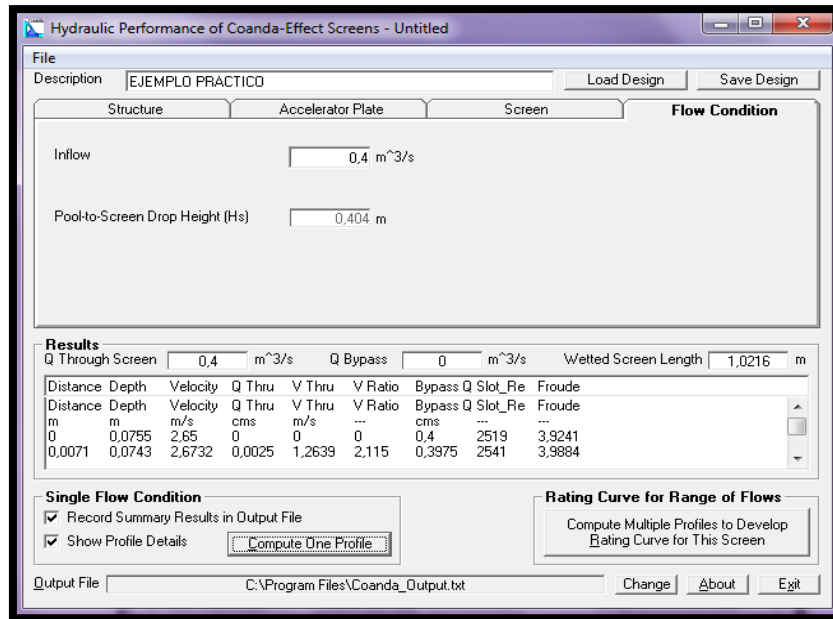 Hydraulic Performance of Coanda-Effect Screens - Untitled
File
Description EJEMPLO PRACTICO Load Design Save Design
Structure Accelerator Plate Screen Flow Condition
Inflow 0,4 m^3/s
Pool-to-Screen Drop Height (Hs) 0,404 m
Results
Q Through Screen 0,4 m^3/s Q Bypass 0 m^3/s Wetted Screen Length 1,0216 m
Distance Depth Velocity Q Thru V Thru V Ratio Bypass Q Slot_Re Froude
Distance Depth Velocity Q Thru V Thru V Ratio Bypass Q Slot_Re Froude
m m m/s cms m/s --- cms --- ---
0 0,0755 2,65 0 0 0 0,4 2519 3,9241
0,0071 0,0743 2,6732 0,0025 1,2639 2,115 0,3975 2541 3,9884
Single Flow Condition
Record Summary Results in Output File
Show Profile Details Compute One Profile
Rating Curve for Range of Flows
Compute Multiple Profiles to Develop
Rating Curve for This Screen
Output File C:\Program Files\Coanda_Output.txt Change About Exit